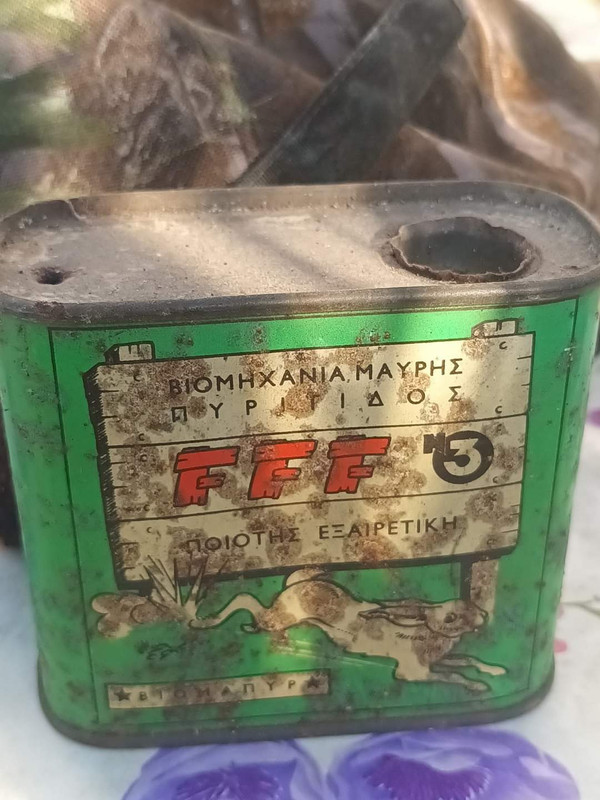 ΒΙΟΜΗΧΑΝΙΑ ΜΑΥΡΗΣ
ΠΥΡΙΤΙΔΟΣ
FFF №3
ΠΟΙΟΤΗΣ ΕΞΑΙΡΕΤΙΚΗ
★ΒΙΟΜΑΠΥΡ★